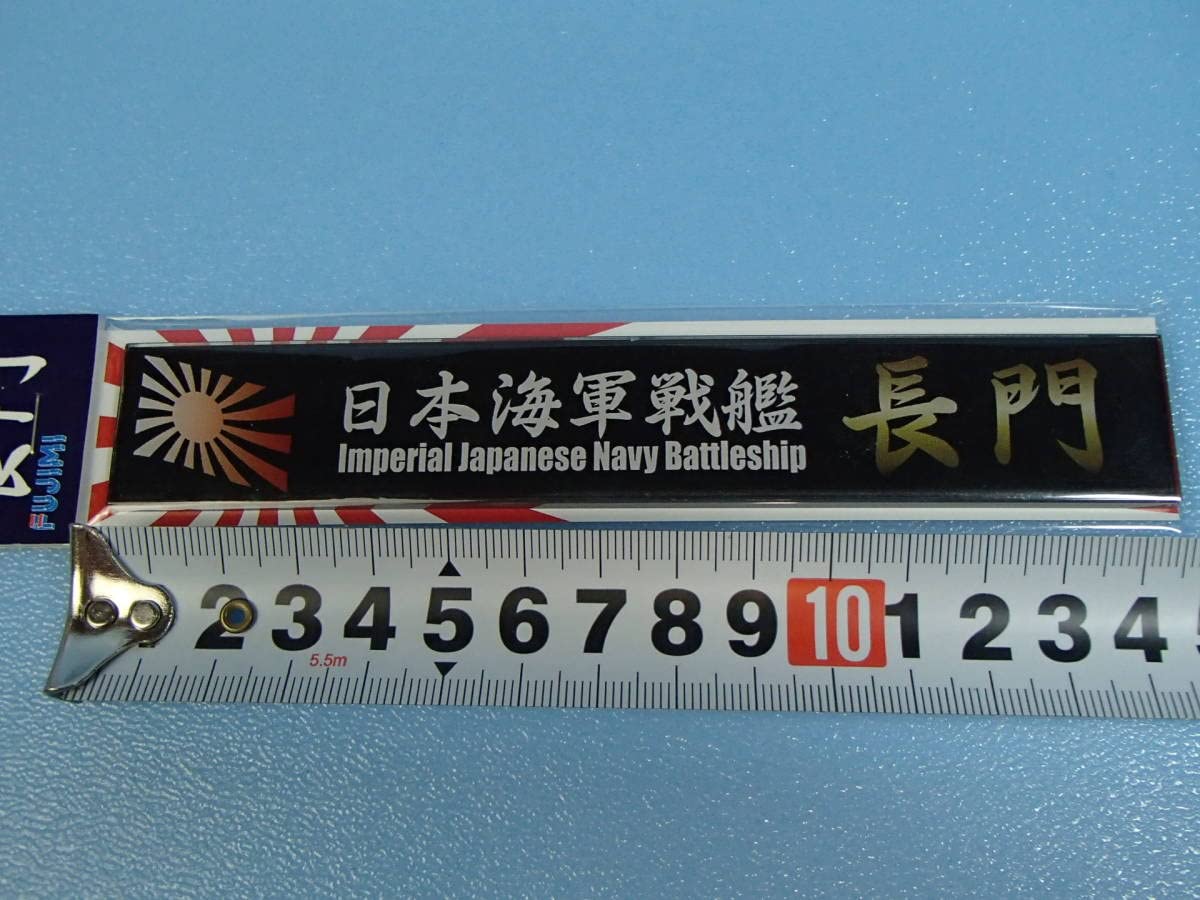 日本海軍戦艦 長門
Imperial Japanese Navy Battleship
FUJIMI
2 3 4 5 6 7 8 9 10 1 2 3 4
5.5m